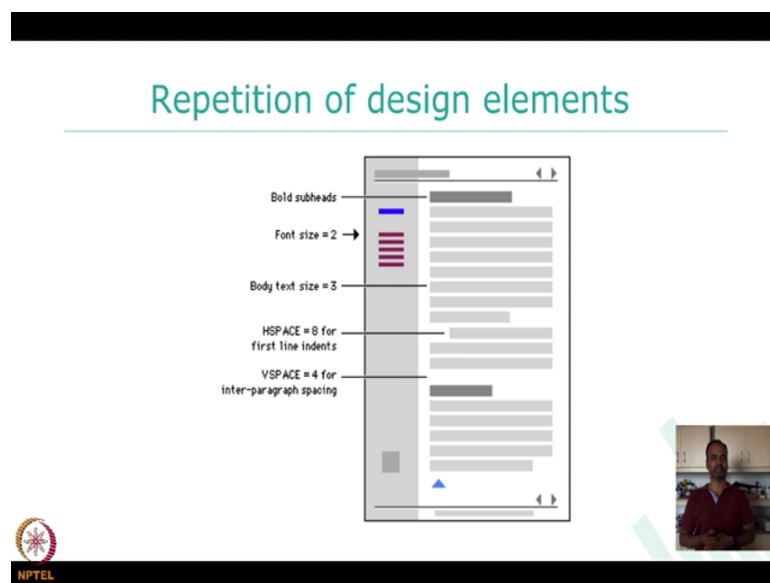 Repetition of design elements
Bold subheads
Font size = 2
Body text size = 3
HSPACE = 8 for
first line indents
VSPACE = 4 for
inter-paragraph spacing
NPTEL